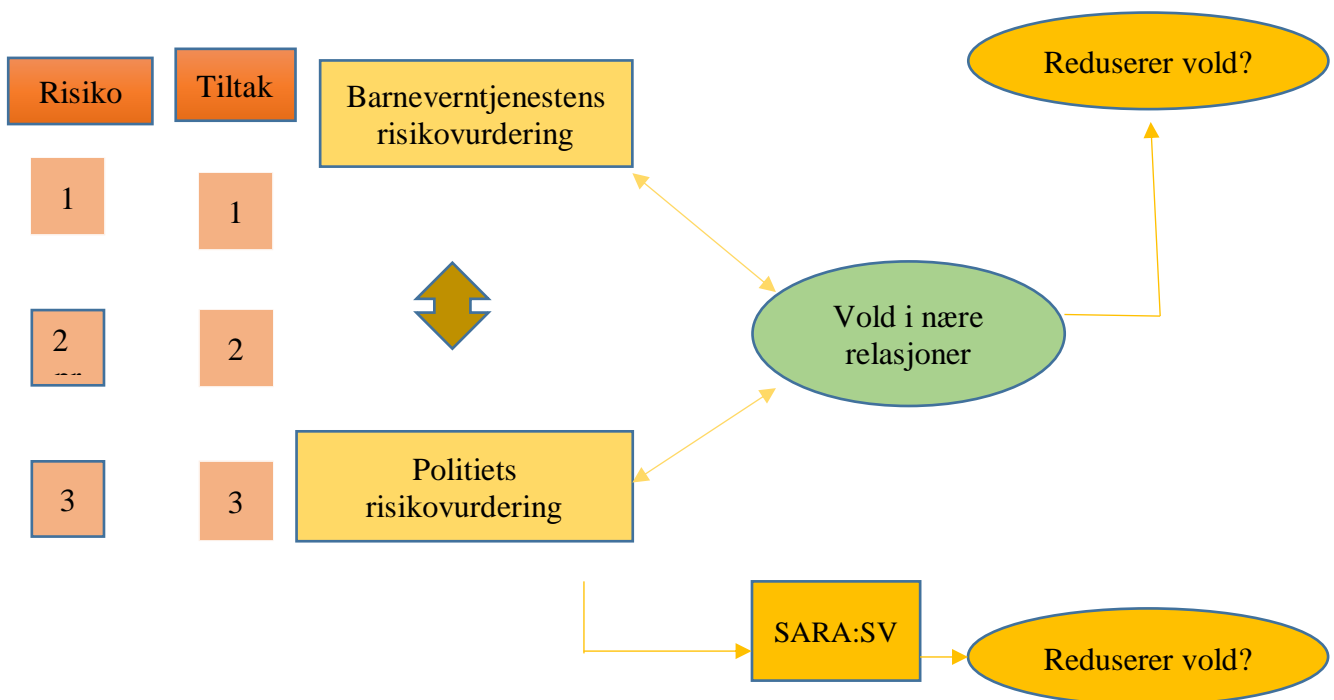 Risiko
Tiltak
Barneverntjenestens
risikovurdering
Reduserer vold?
1
1
Vold i nære
relasjoner
2
2
Politiets
risikovurdering
3
3
SARA:SV
Reduserer vold?